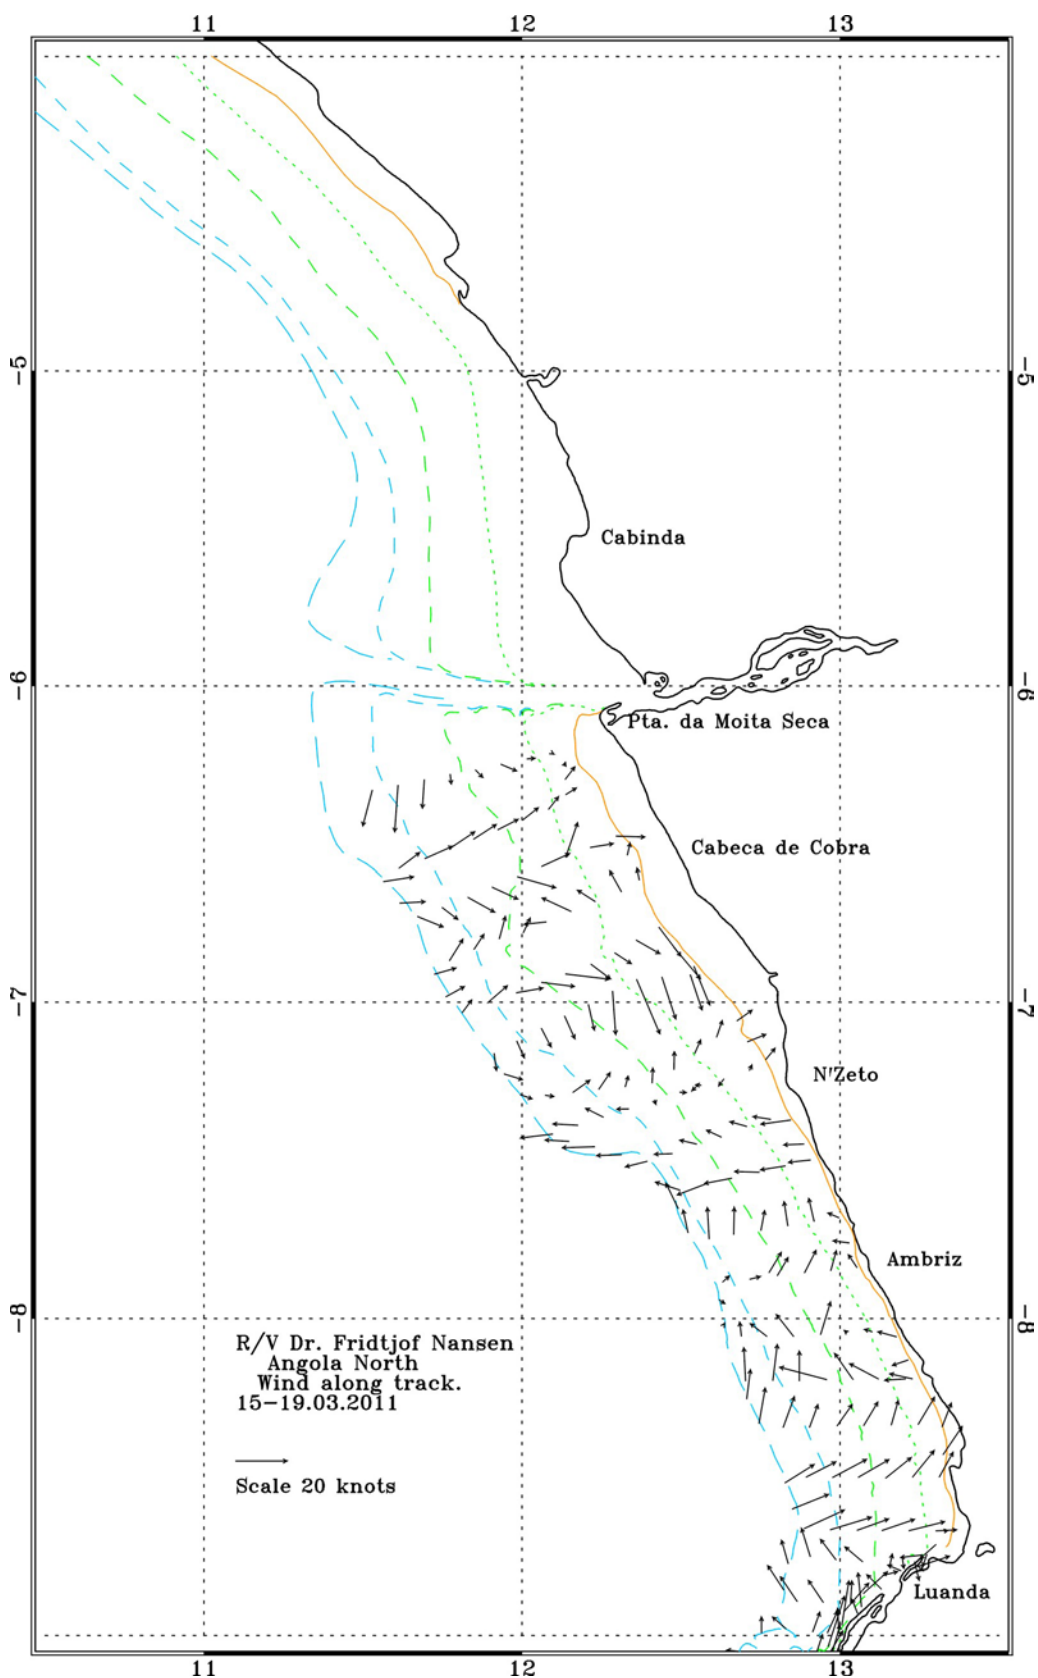 11 12 13
-5 -5
Cabinda
-6 -6
Pta. da Moita Seca
Cabeca de Cobra
-7 -7
N'Zeto
Ambriz
-8 -8
R/V Dr. Fridtjof Nansen
Angola North
Wind along track.
15-19.03.2011
Scale 20 knots
Luanda
11 12 13